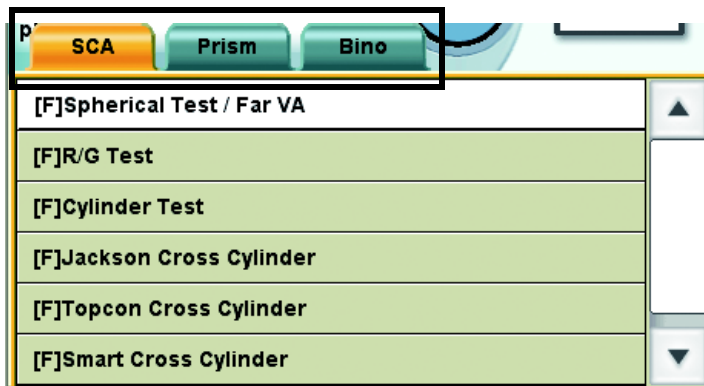 SCA Prism Bino
[F]Spherical Test / Far VA
[F]R/G Test
[F]Cylinder Test
[F]Jackson Cross Cylinder
[F]Topcon Cross Cylinder
[F]Smart Cross Cylinder